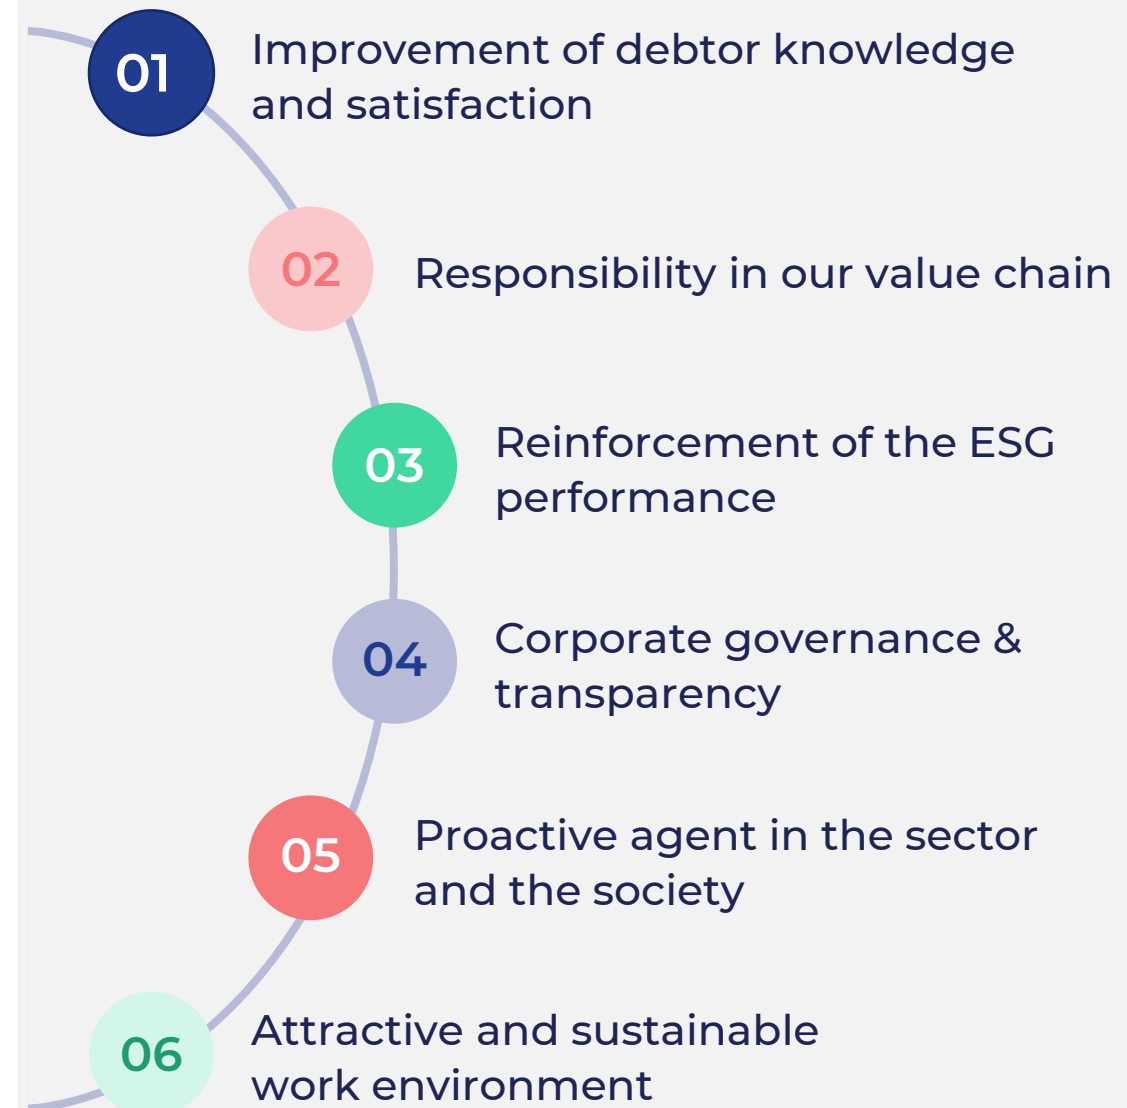 01
Improvement of debtor knowledge
and satisfaction
02
Responsibility in our value chain
03
Reinforcement of the ESG
performance
04
Corporate governance &
transparency
05
Proactive agent in the sector
and the society
06
Attractive and sustainable
work environment